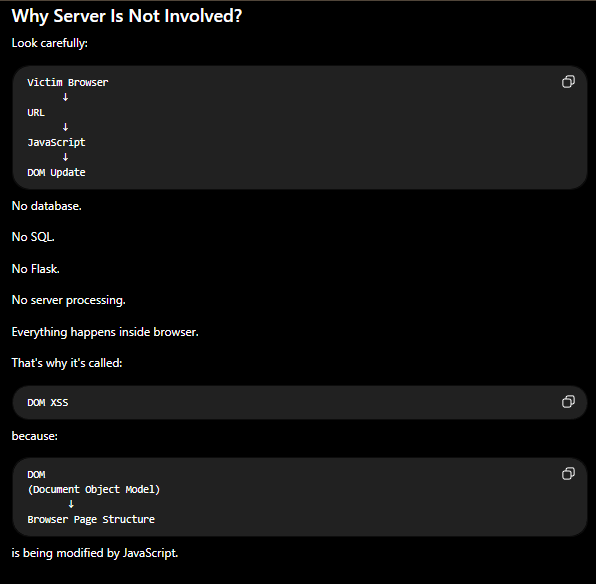 Why Server Is Not Involved?
Look carefully:
Victim Browser
↓
URL
↓
JavaScript
↓
DOM Update
No database.
No SQL.
No Flask.
No server processing.
Everything happens inside browser.
That's why it's called:
DOM XSS
because:
DOM
(Document Object Model)
↓
Browser Page Structure
is being modified by JavaScript.